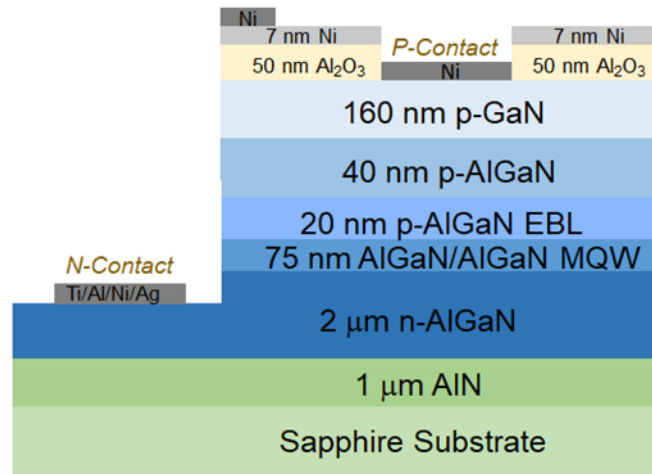 Ni
7 nm Ni
P-Contact
7 nm Ni
50 nm Al₂O₃
Ni
50 nm Al₂O₃
160 nm p-GaN
40 nm p-AlGaN
20 nm p-AlGaN EBL
N-Contact
75 nm AlGaN/AlGaN MQW
Ti/Al/Ni/Ag
2 μm n-AlGaN
1 μm AlN
Sapphire Substrate